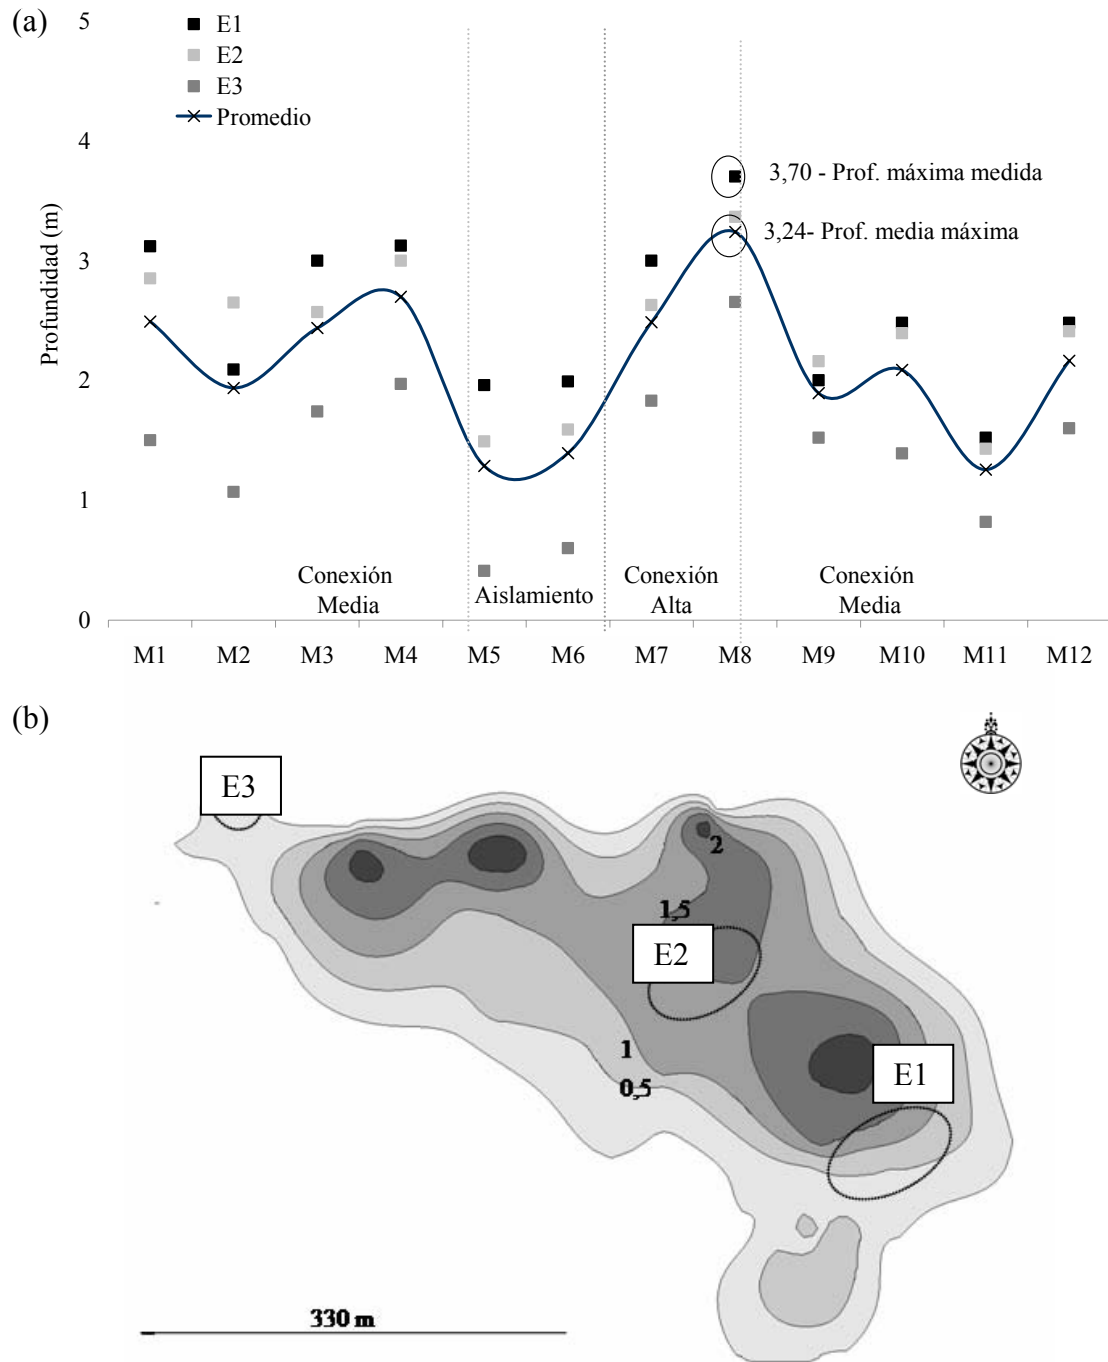 (a)
5
E1
E2
E3
Promedio
4
3,70 - Prof. máxima medida
3,24- Prof. media máxima
3
Profundidad (m)
2
1
Conexión
Media
Aislamiento
Conexión
Alta
Conexión
Media
0
M1 M2 M3 M4 M5 M6 M7 M8 M9 M10 M11 M12
(b)
E3
2
1,5
E2
1
E1
0,5
330 m